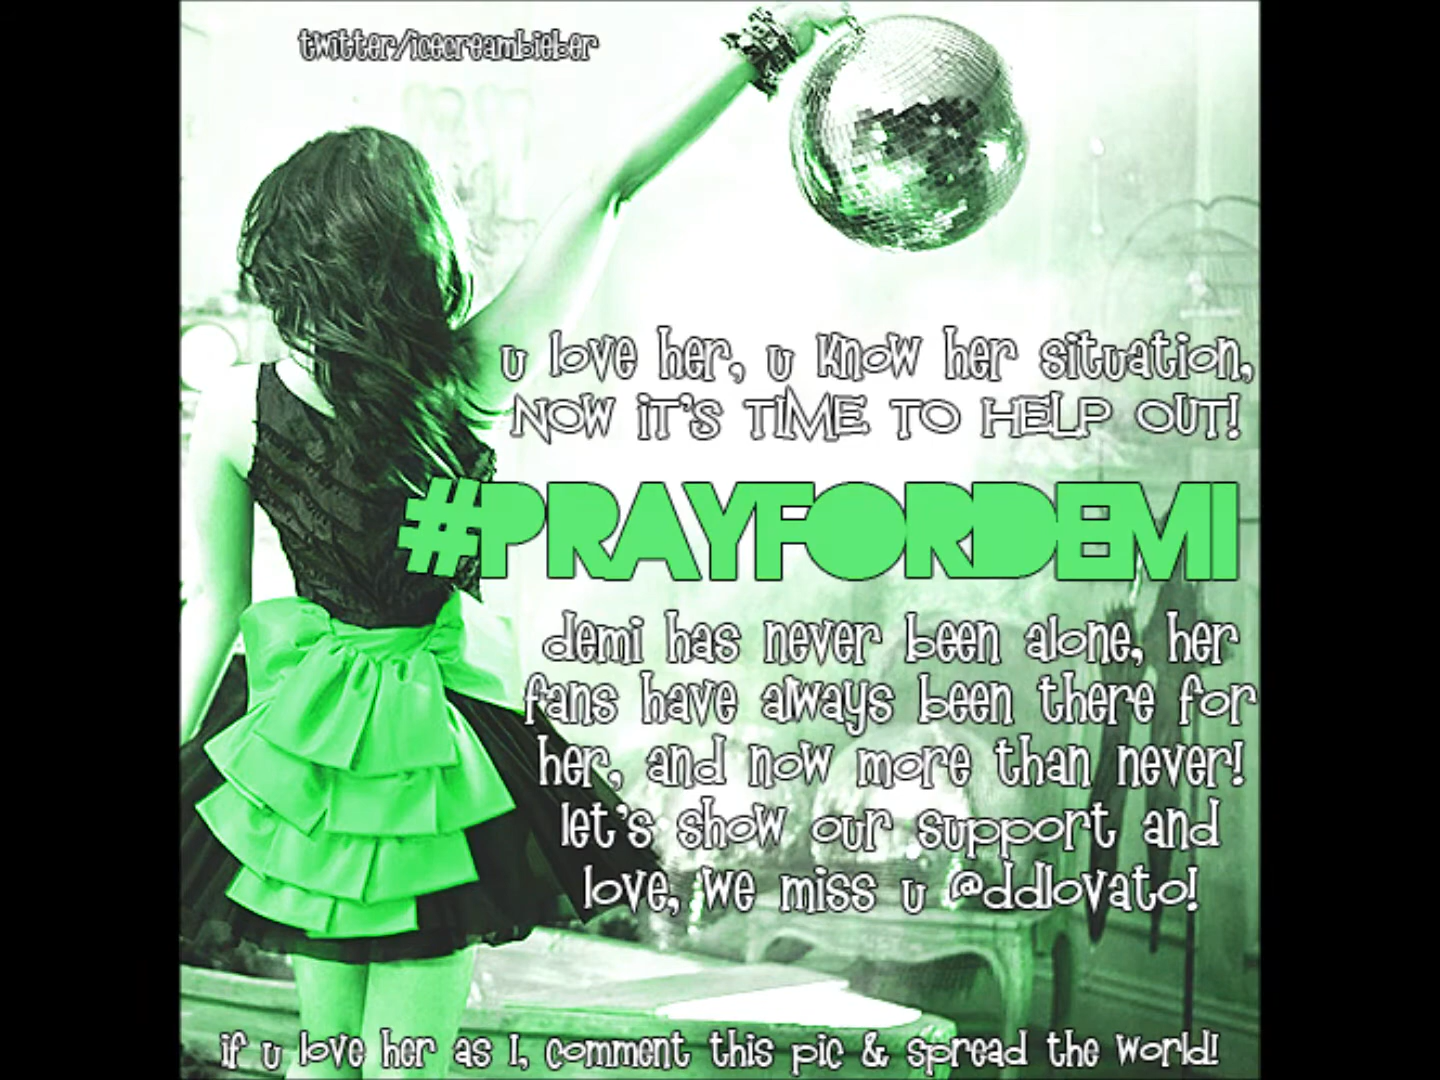 twitter/icecreambieber
u love her, u know her situation,
NOW iT'S TIME TO HELP OUT!
#PRAYFORDEMI
demi has never been alone, her
fans have always been there for
her, and now more than never!
let's show our support and
love, we miss u @ddlovato!
if u love her as I, comment this pic & spread the world!